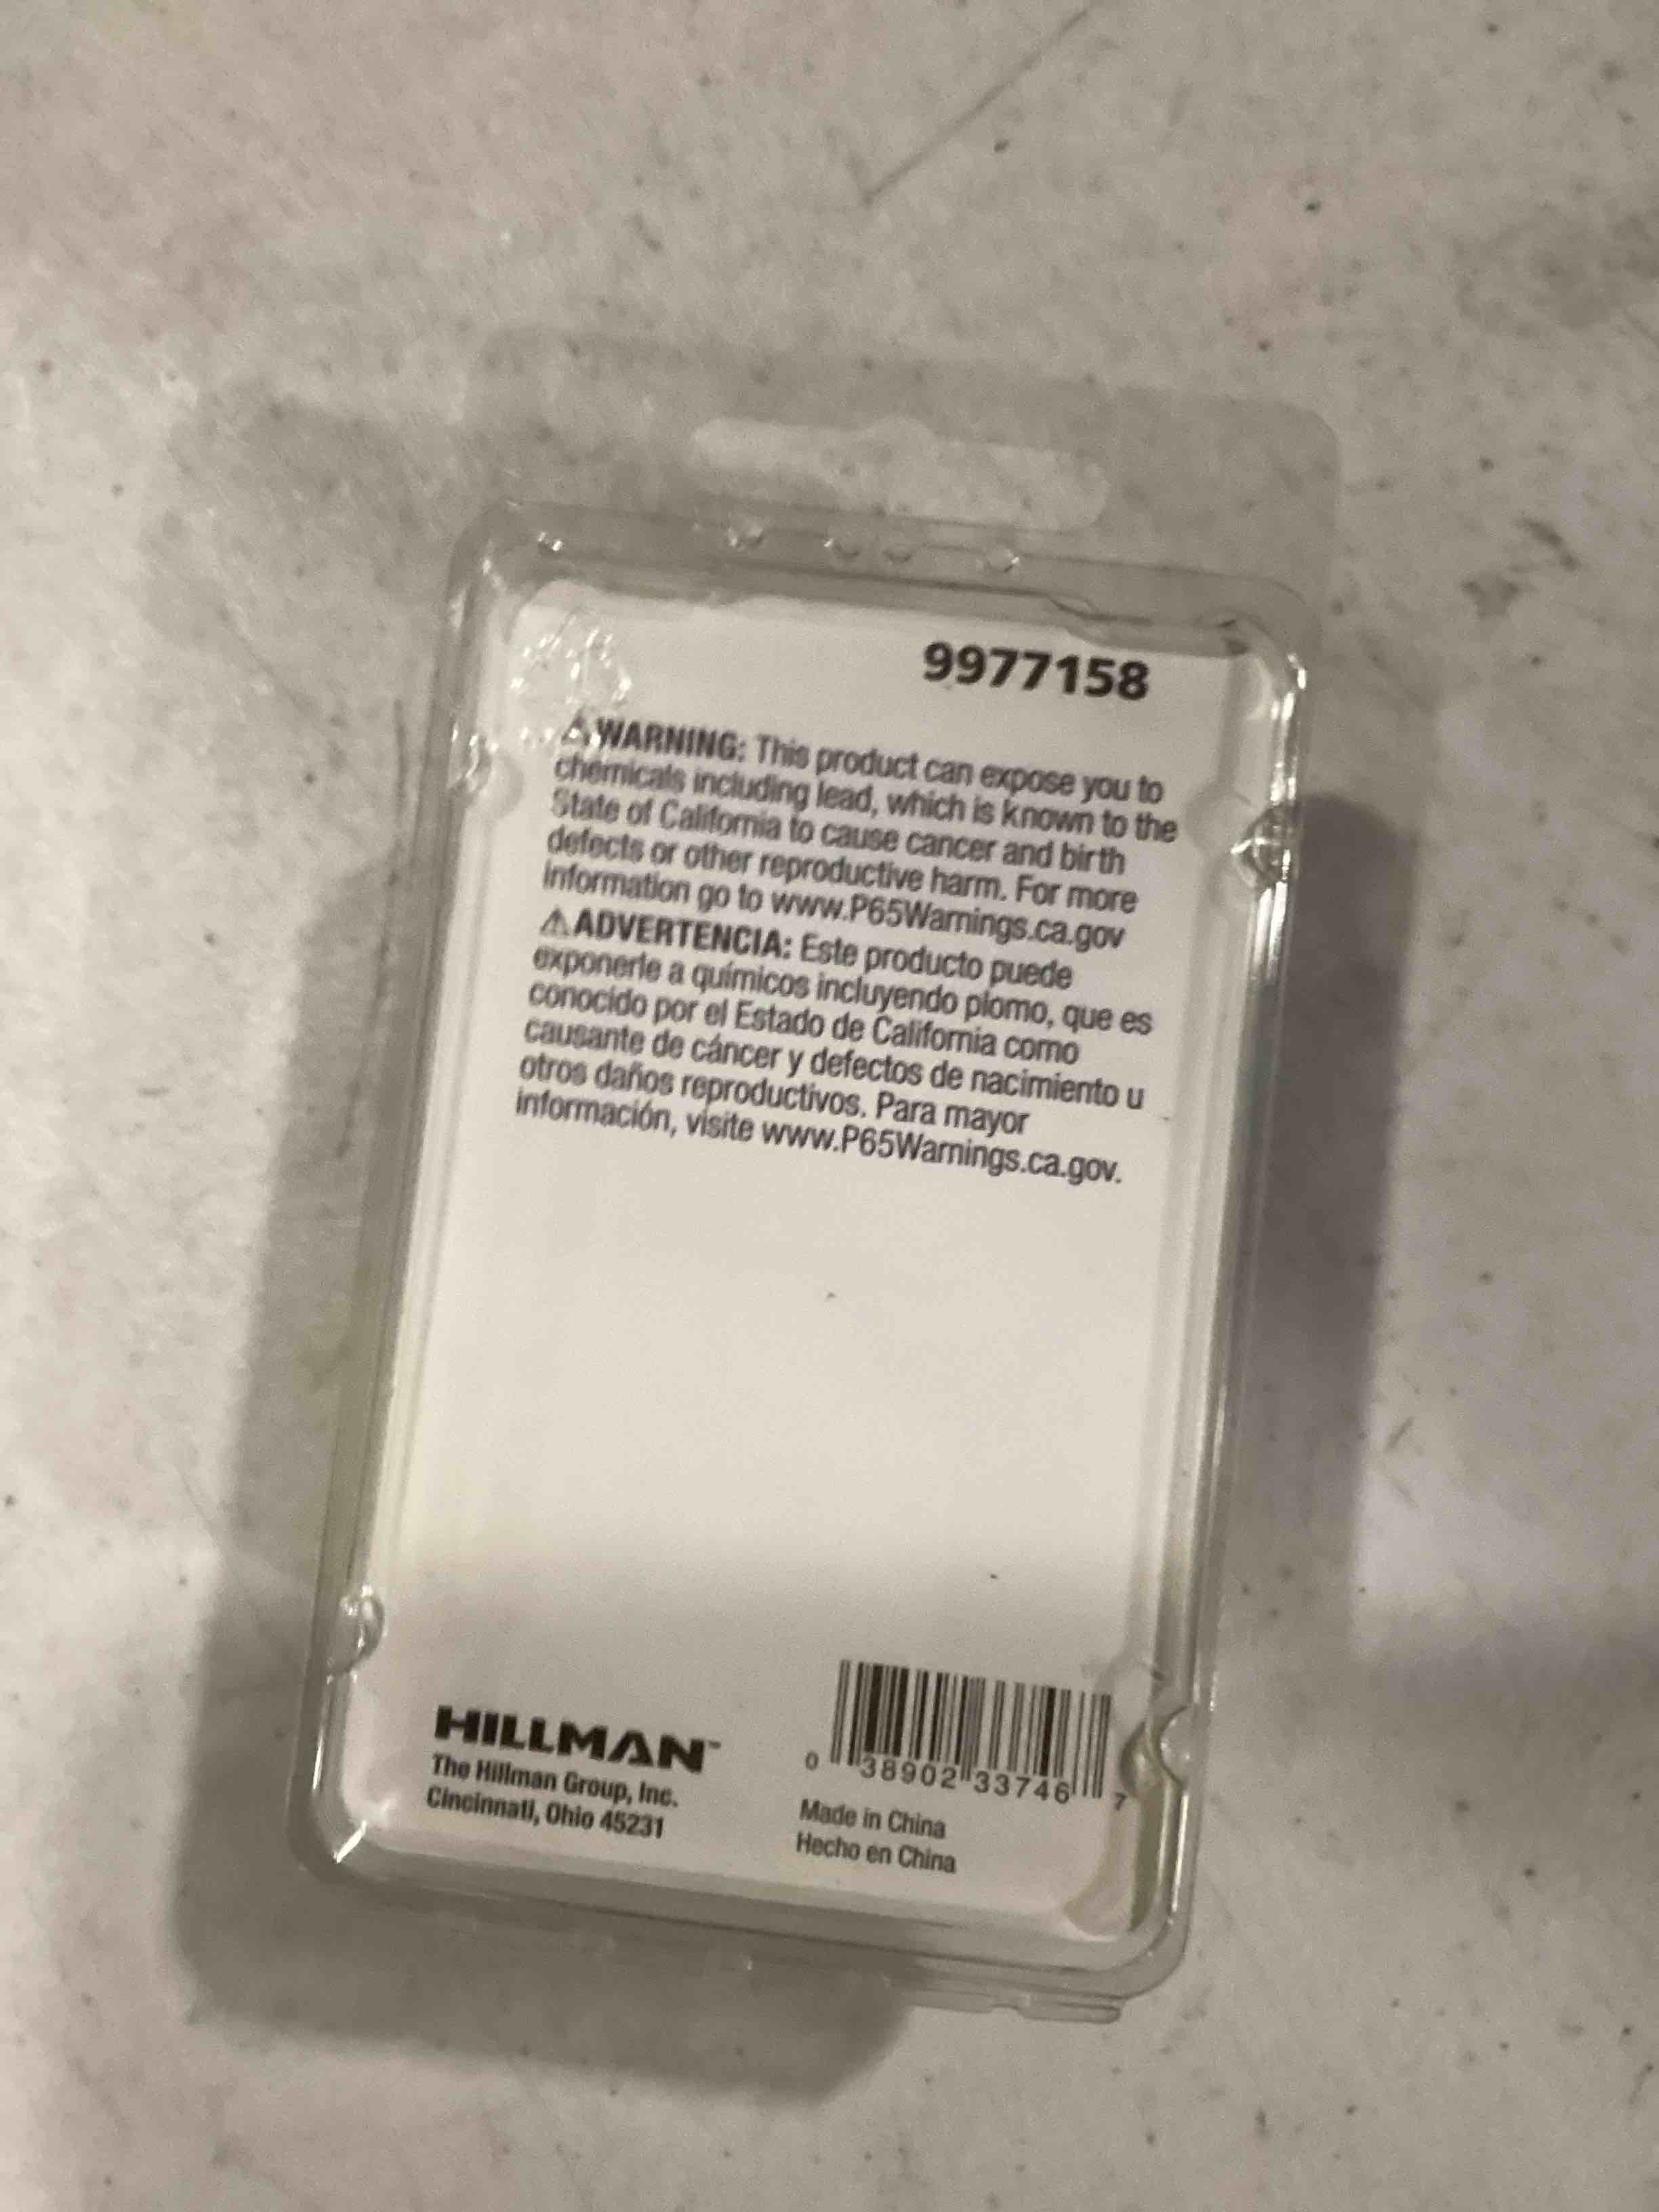 9977158
⚠WARNING: This product can expose you to
chemicals including lead, which is known to the
State of California to cause cancer and birth
defects or other reproductive harm. For more
information go to www.P65Warnings.ca.gov
⚠ADVERTENCIA: Este producto puede
exponerle a químicos incluyendo plomo, que es
conocido por el Estado de California como
causante de cáncer y defectos de nacimiento u
otros daños reproductivos. Para mayor
información, visite www.P65Warnings.ca.gov.
HILLMAN™
The Hillman Group, Inc.
Cincinnati, Ohio 45231
0 38902 33746 7
Made in China
Hecho en China